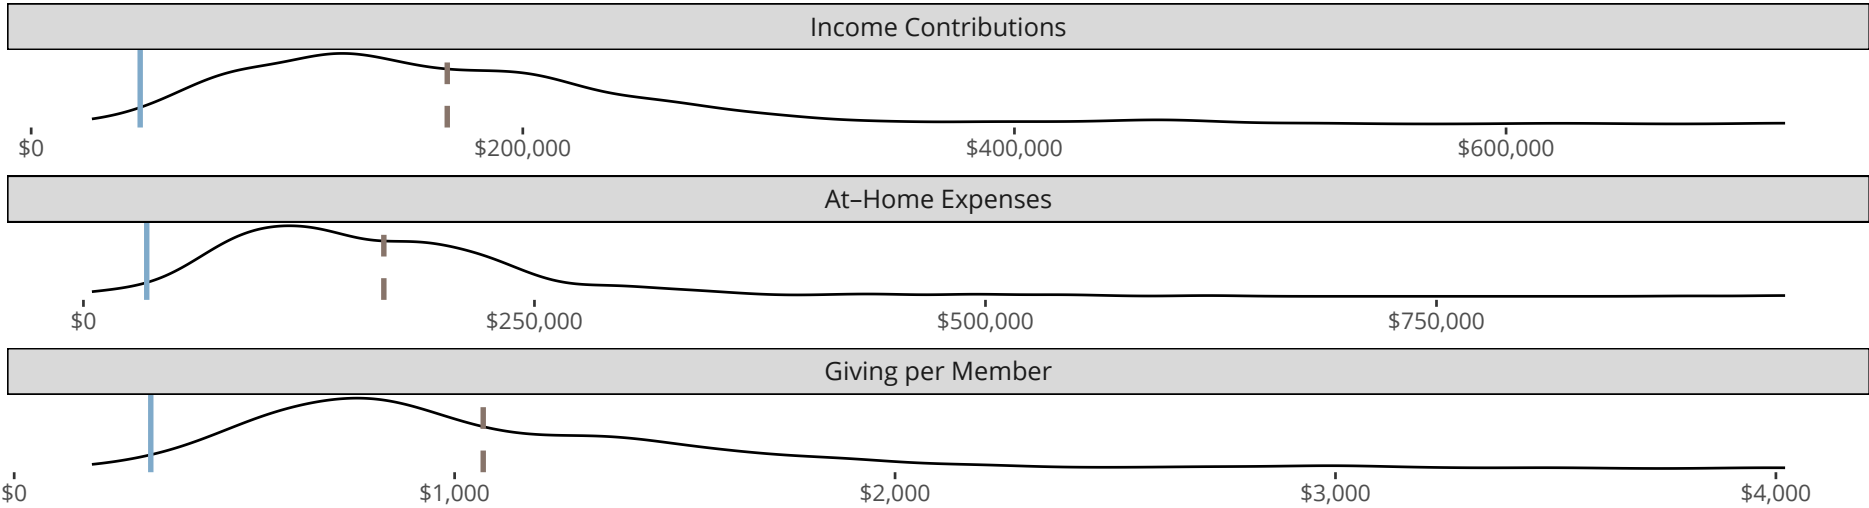 Income Contributions
$0 $200,000 $400,000 $600,000
At–Home Expenses
$0 $250,000 $500,000 $750,000
Giving per Member
$0 $1,000 $2,000 $3,000 $4,000